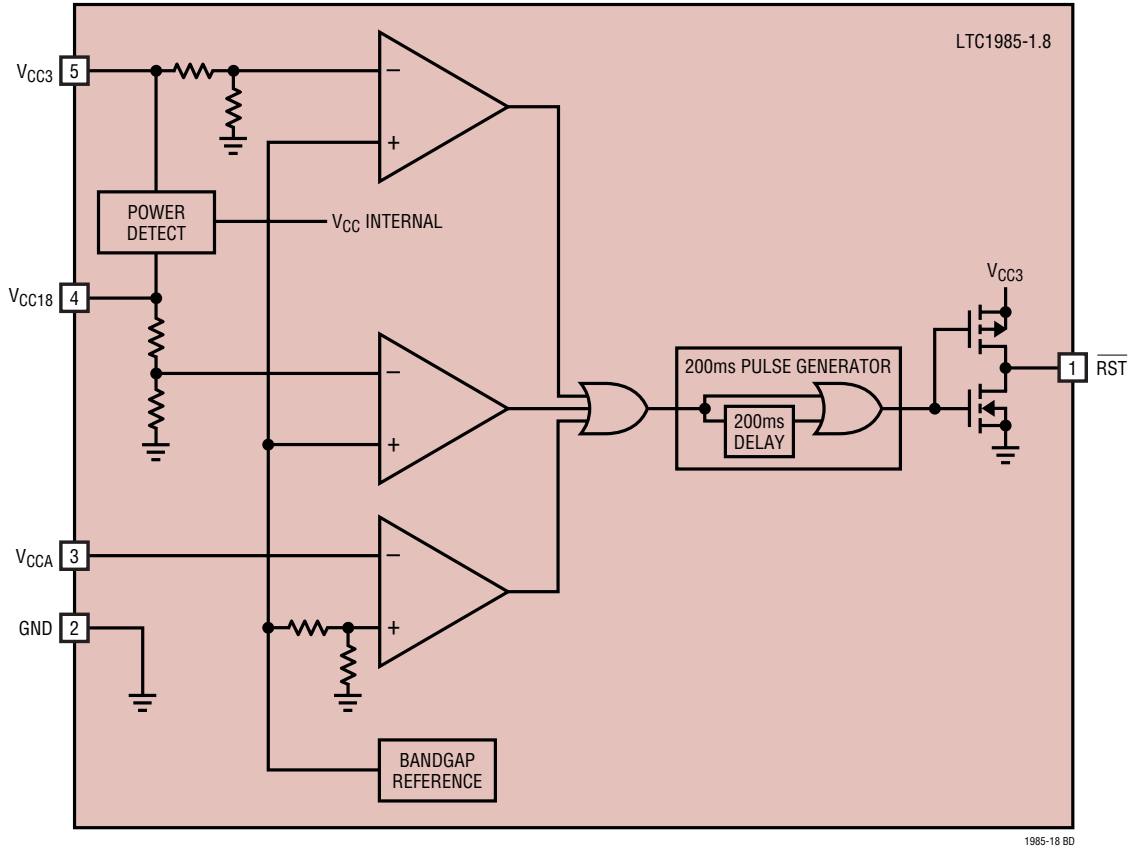 LTC1985-1.8
VCC3 5
−
+
POWER
DETECT
VCC INTERNAL
VCC18 4
−
+
VCC3
200ms PULSE GENERATOR
200ms
DELAY
1 RST
VCCA 3
−
+
GND 2
BANDGAP
REFERENCE
1985-18 BD